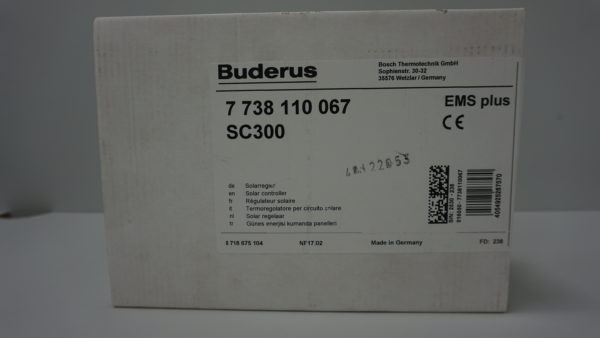 Buderus
Bosch Thermotechnik GmbH
Sophienstr. 30-32
35576 Wetzlar / Germany
7 738 110 067
SC300
EMS plus
CE
de Solarregler
en Solar controller
fr Régulateur solaire
it Termoregolatore per circuito solare
nl Solar regelaar
tr Günes enerjisi kumanda panelleri
8 718 675 104 NF17.02 Made in Germany FD: 238